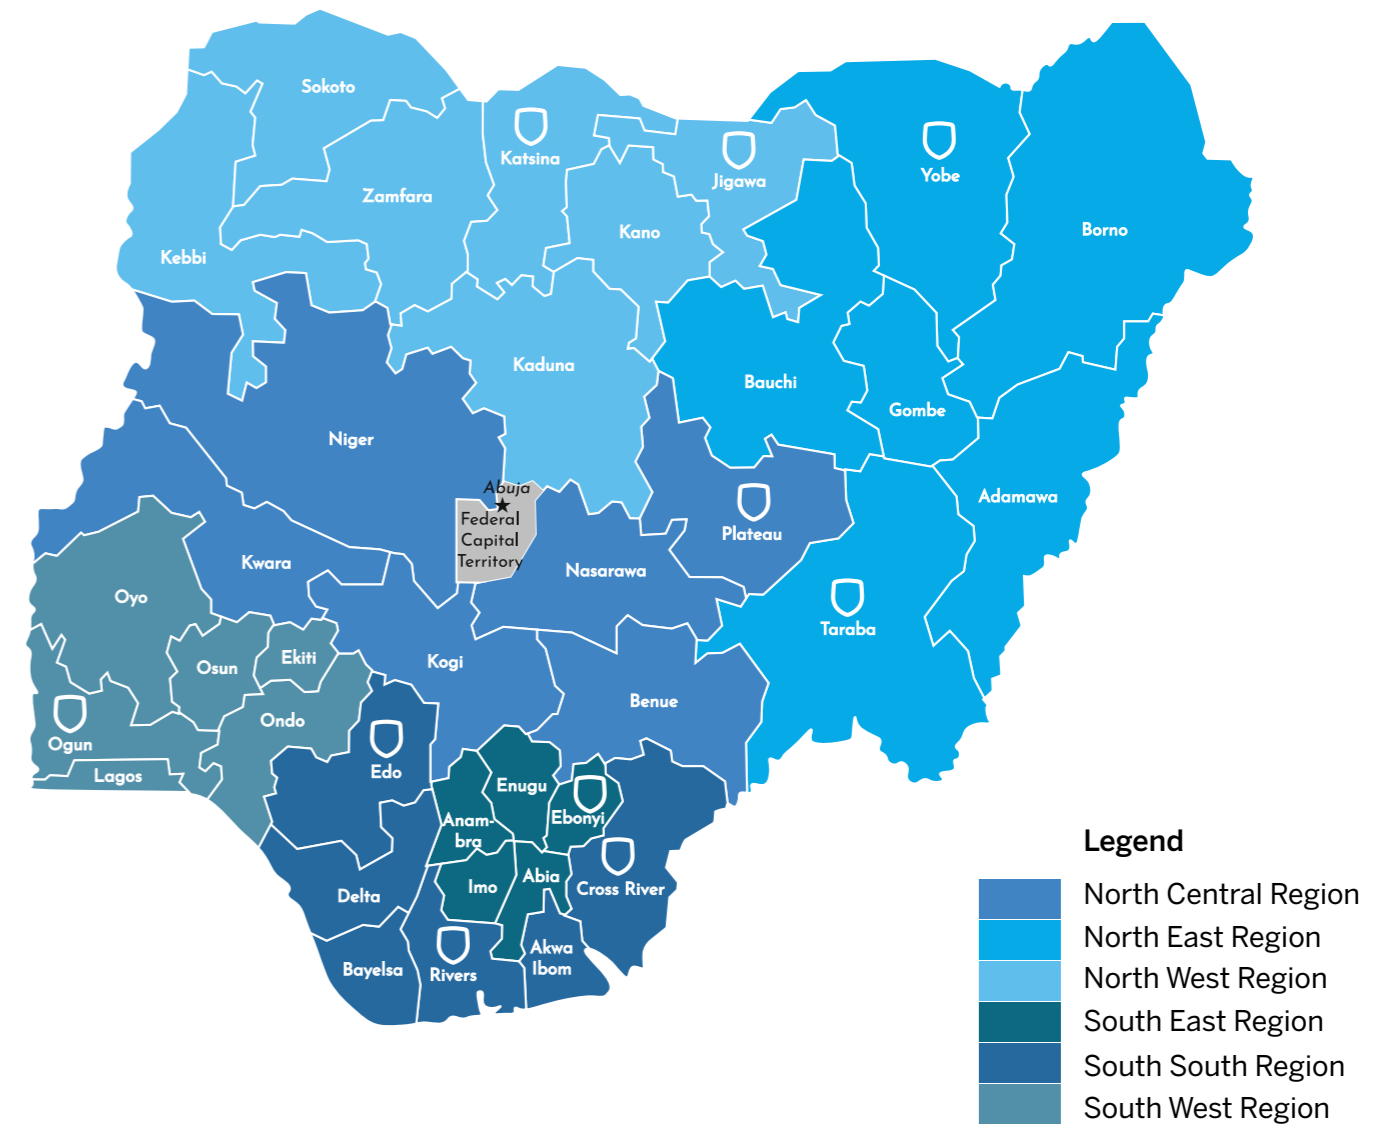 Sokoto
Katsina
Jigawa
Yobe
Zamfara
Kano
Borno
Kebbi
Kaduna
Bauchi
Gombe
Niger
Abuja
Federal
Capital
Territory
Plateau
Adamawa
Kwara
Nasarawa
Oyo
Taraba
Osun
Ekiti
Kogi
Benue
Ondo
Ogun
Lagos
Edo
Enugu
Ebonyi
Anam-
bra
Imo
Abia
Cross River
Delta
Akwa
Ibom
Bayelsa
Rivers
Legend
North Central Region
North East Region
North West Region
South East Region
South South Region
South West Region